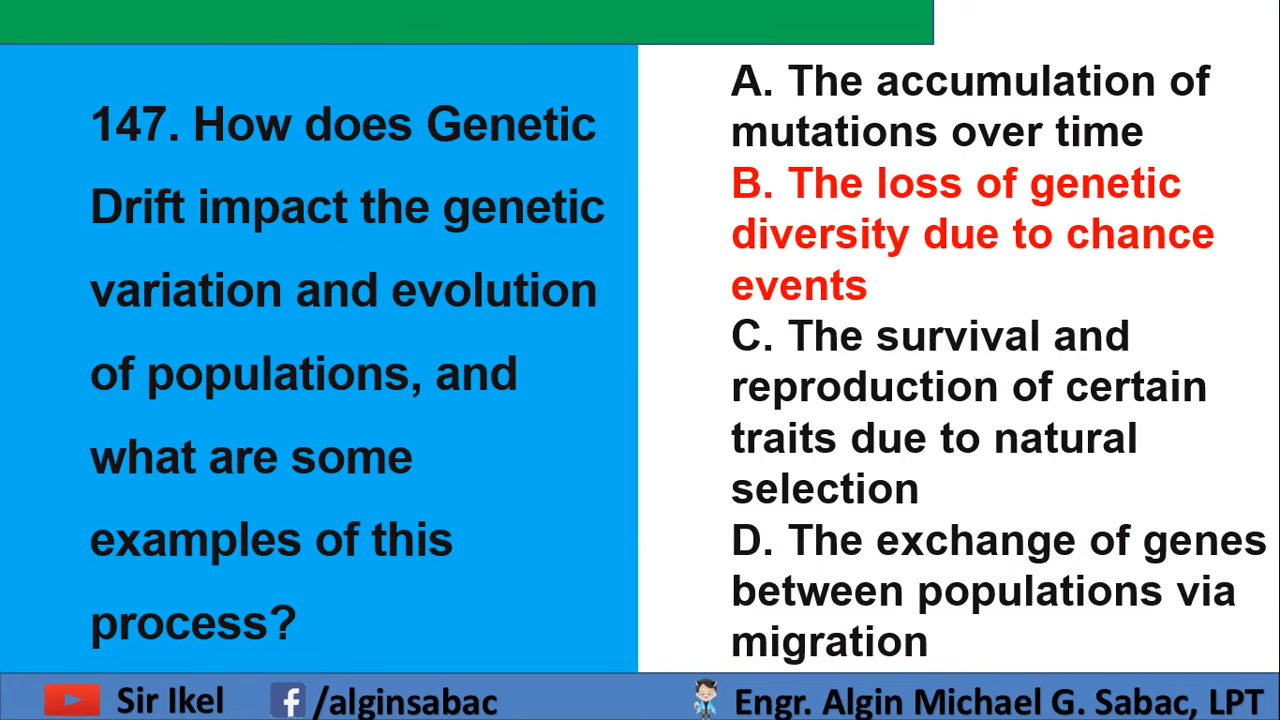 147. How does Genetic
Drift impact the genetic
variation and evolution
of populations, and
what are some
examples of this
process?
A. The accumulation of
mutations over time
B. The loss of genetic
diversity due to chance
events
C. The survival and
reproduction of certain
traits due to natural
selection
D. The exchange of genes
between populations via
migration
Sir Ikel
f /alginsabac
Engr. Algin Michael G. Sabac, LPT